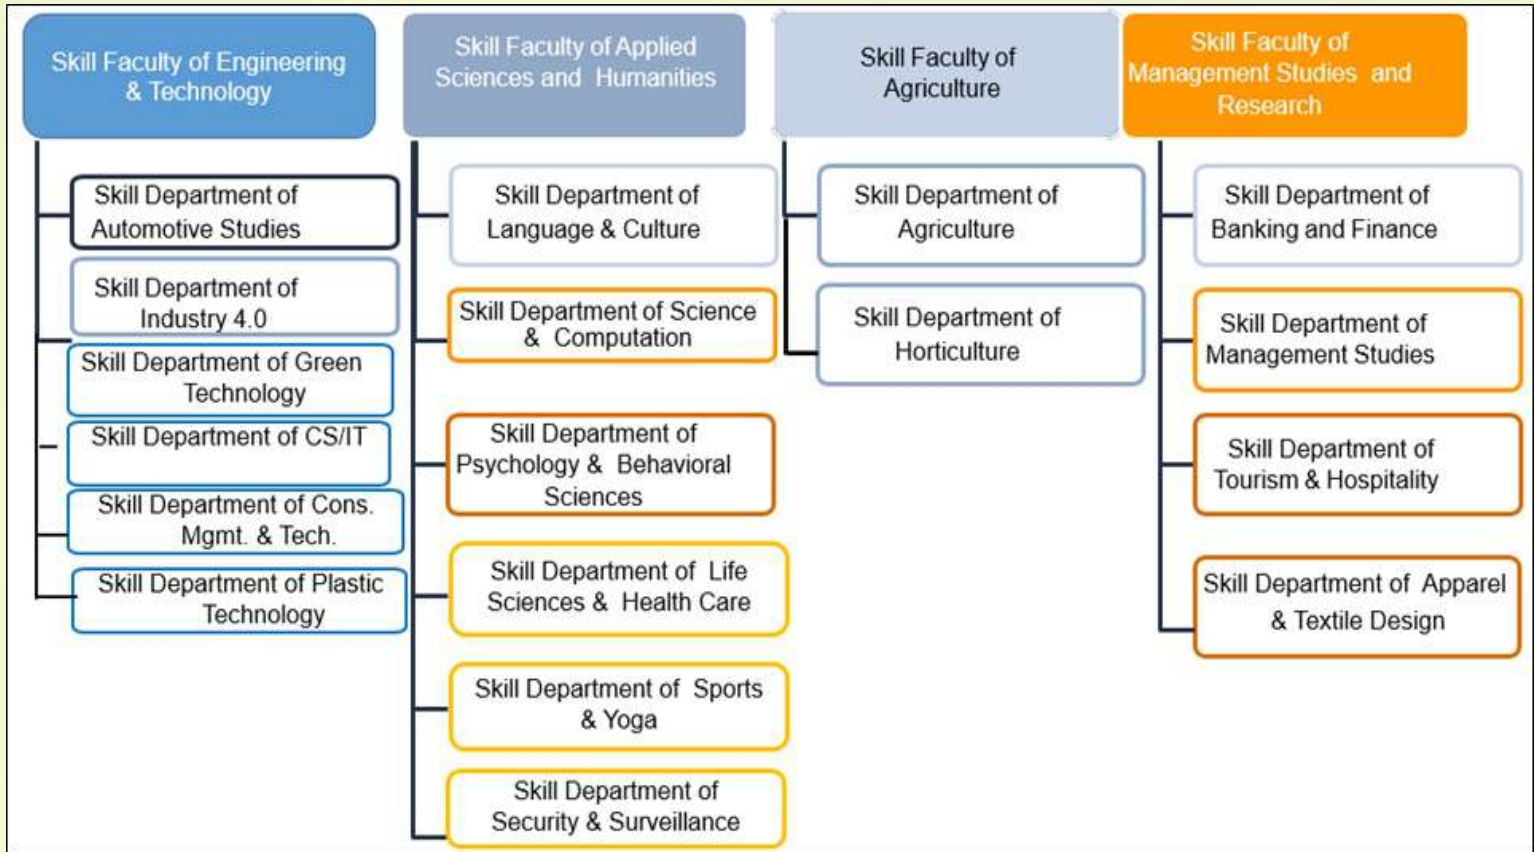 Skill Faculty of Engineering
& Technology
Skill Department of
Automotive Studies
Skill Department of
Industry 4.0
Skill Department of Green
Technology
Skill Department of CS/IT
Skill Department of Cons.
Mgmt. & Tech.
Skill Department of Plastic
Technology
Skill Faculty of Applied
Sciences and Humanities
Skill Department of
Language & Culture
Skill Department of Science
& Computation
Skill Department of
Psychology & Behavioral
Sciences
Skill Department of Life
Sciences & Health Care
Skill Department of Sports
& Yoga
Skill Department of
Security & Surveillance
Skill Faculty of
Agriculture
Skill Department of
Agriculture
Skill Department of
Horticulture
Skill Faculty of
Management Studies and
Research
Skill Department of
Banking and Finance
Skill Department of
Management Studies
Skill Department of
Tourism & Hospitality
Skill Department of Apparel
& Textile Design